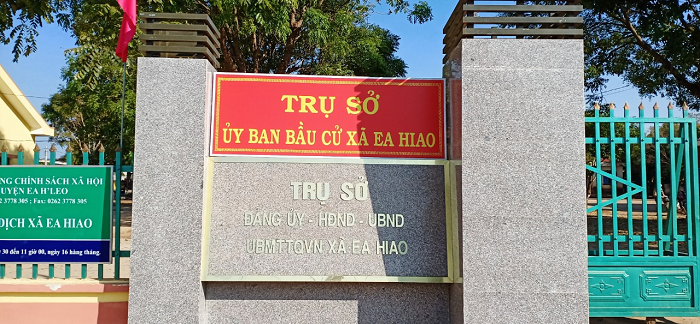 TRỤ SỞ
ỦY BAN BẦU CỬ XÃ EA HIAO
TRỤ SỞ
ĐẢNG ỦY - HĐND - UBND
UBMTTQVN XÃ EA HIAO
NG CHÍNH SÁCH XÃ HỘI
UYỆN EA H'LEO
2 3778 305 ; Fax: 0262 3778 305
DỊCH XÃ EA HIAO
30 đến 11 giờ 00, ngày 16 hàng tháng.